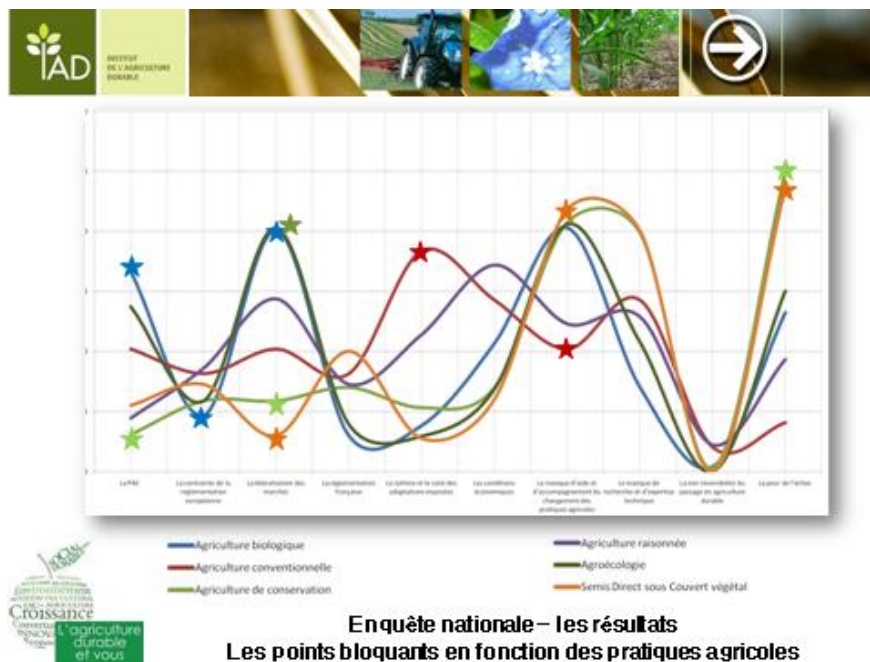 IAD
INSTITUT
DE L'AGRICULTURE
DURABLE
La PAC
La contrainte de la
réglementation
européenne
La libéralisation des
marchés
La réglementation
française
Le rythme et le coût des
adaptations imposées
Les conditions
économiques
Le manque d'aide et
d'accompagnement du
changement des
pratiques agricoles
Le manque de
recherche et d'expertise
technique
La non réversibilité du
passage en agriculture
durable
La peur de l'échec
Agriculture biologique
Agriculture conventionnelle
Agriculture de conservation
Agriculture raisonnée
Agroécologie
Semis Direct sous Couvert végétal
SOCIAL
Croissance
L'agriculture
durable
et vous
Enquête nationale – les résultats
Les points bloquants en fonction des pratiques agricoles